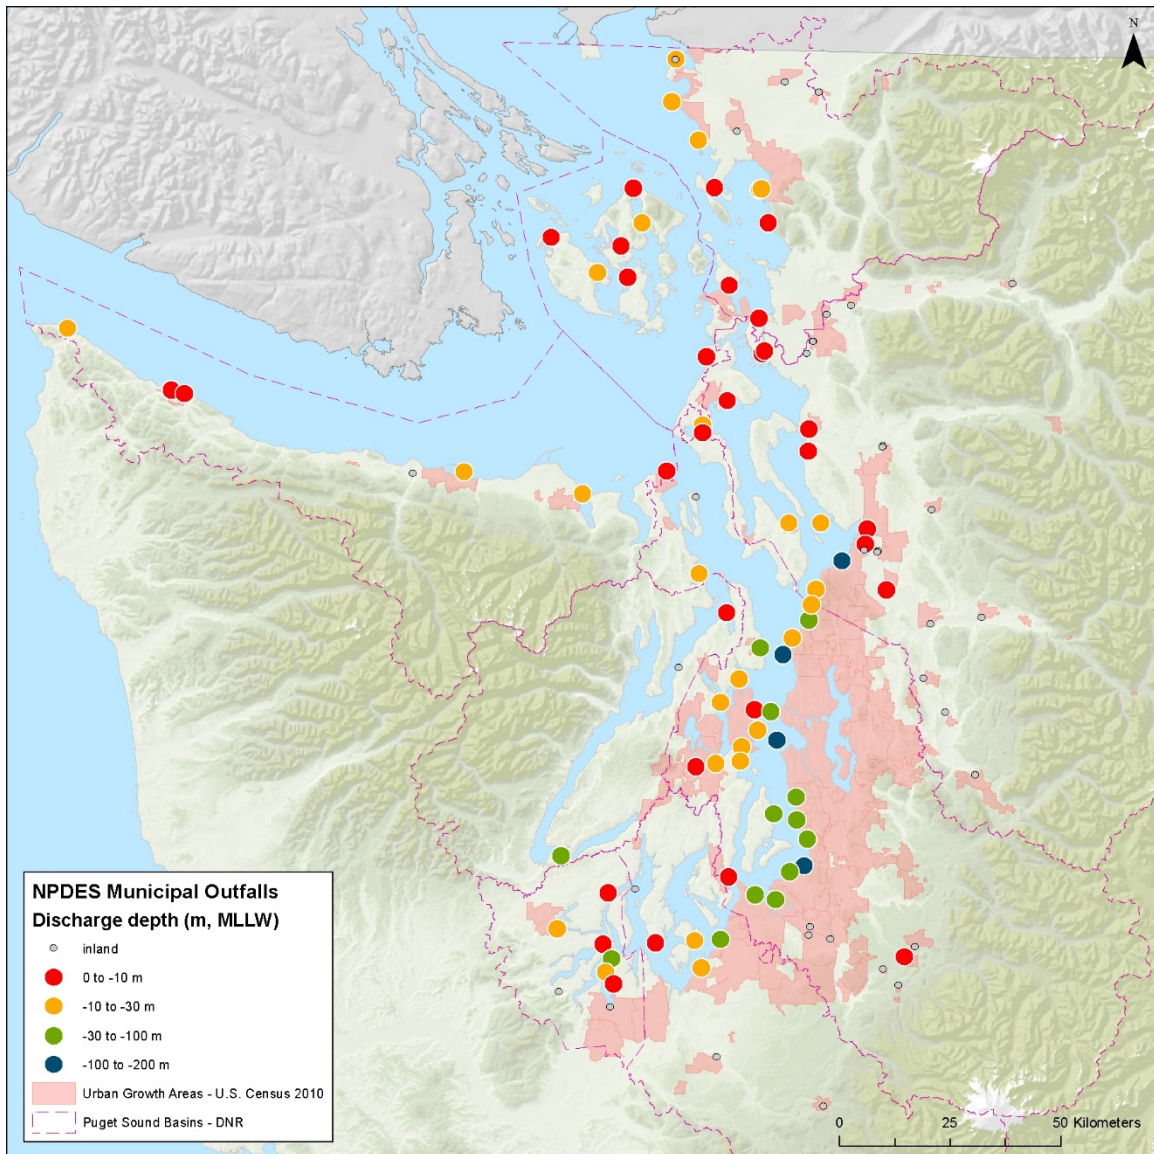 N
NPDES Municipal Outfalls
Discharge depth (m, MLLW)
inland
0 to -10 m
-10 to -30 m
-30 to -100 m
-100 to -200 m
Urban Growth Areas - U.S. Census 2010
Puget Sound Basins - DNR
0 25 50 Kilometers